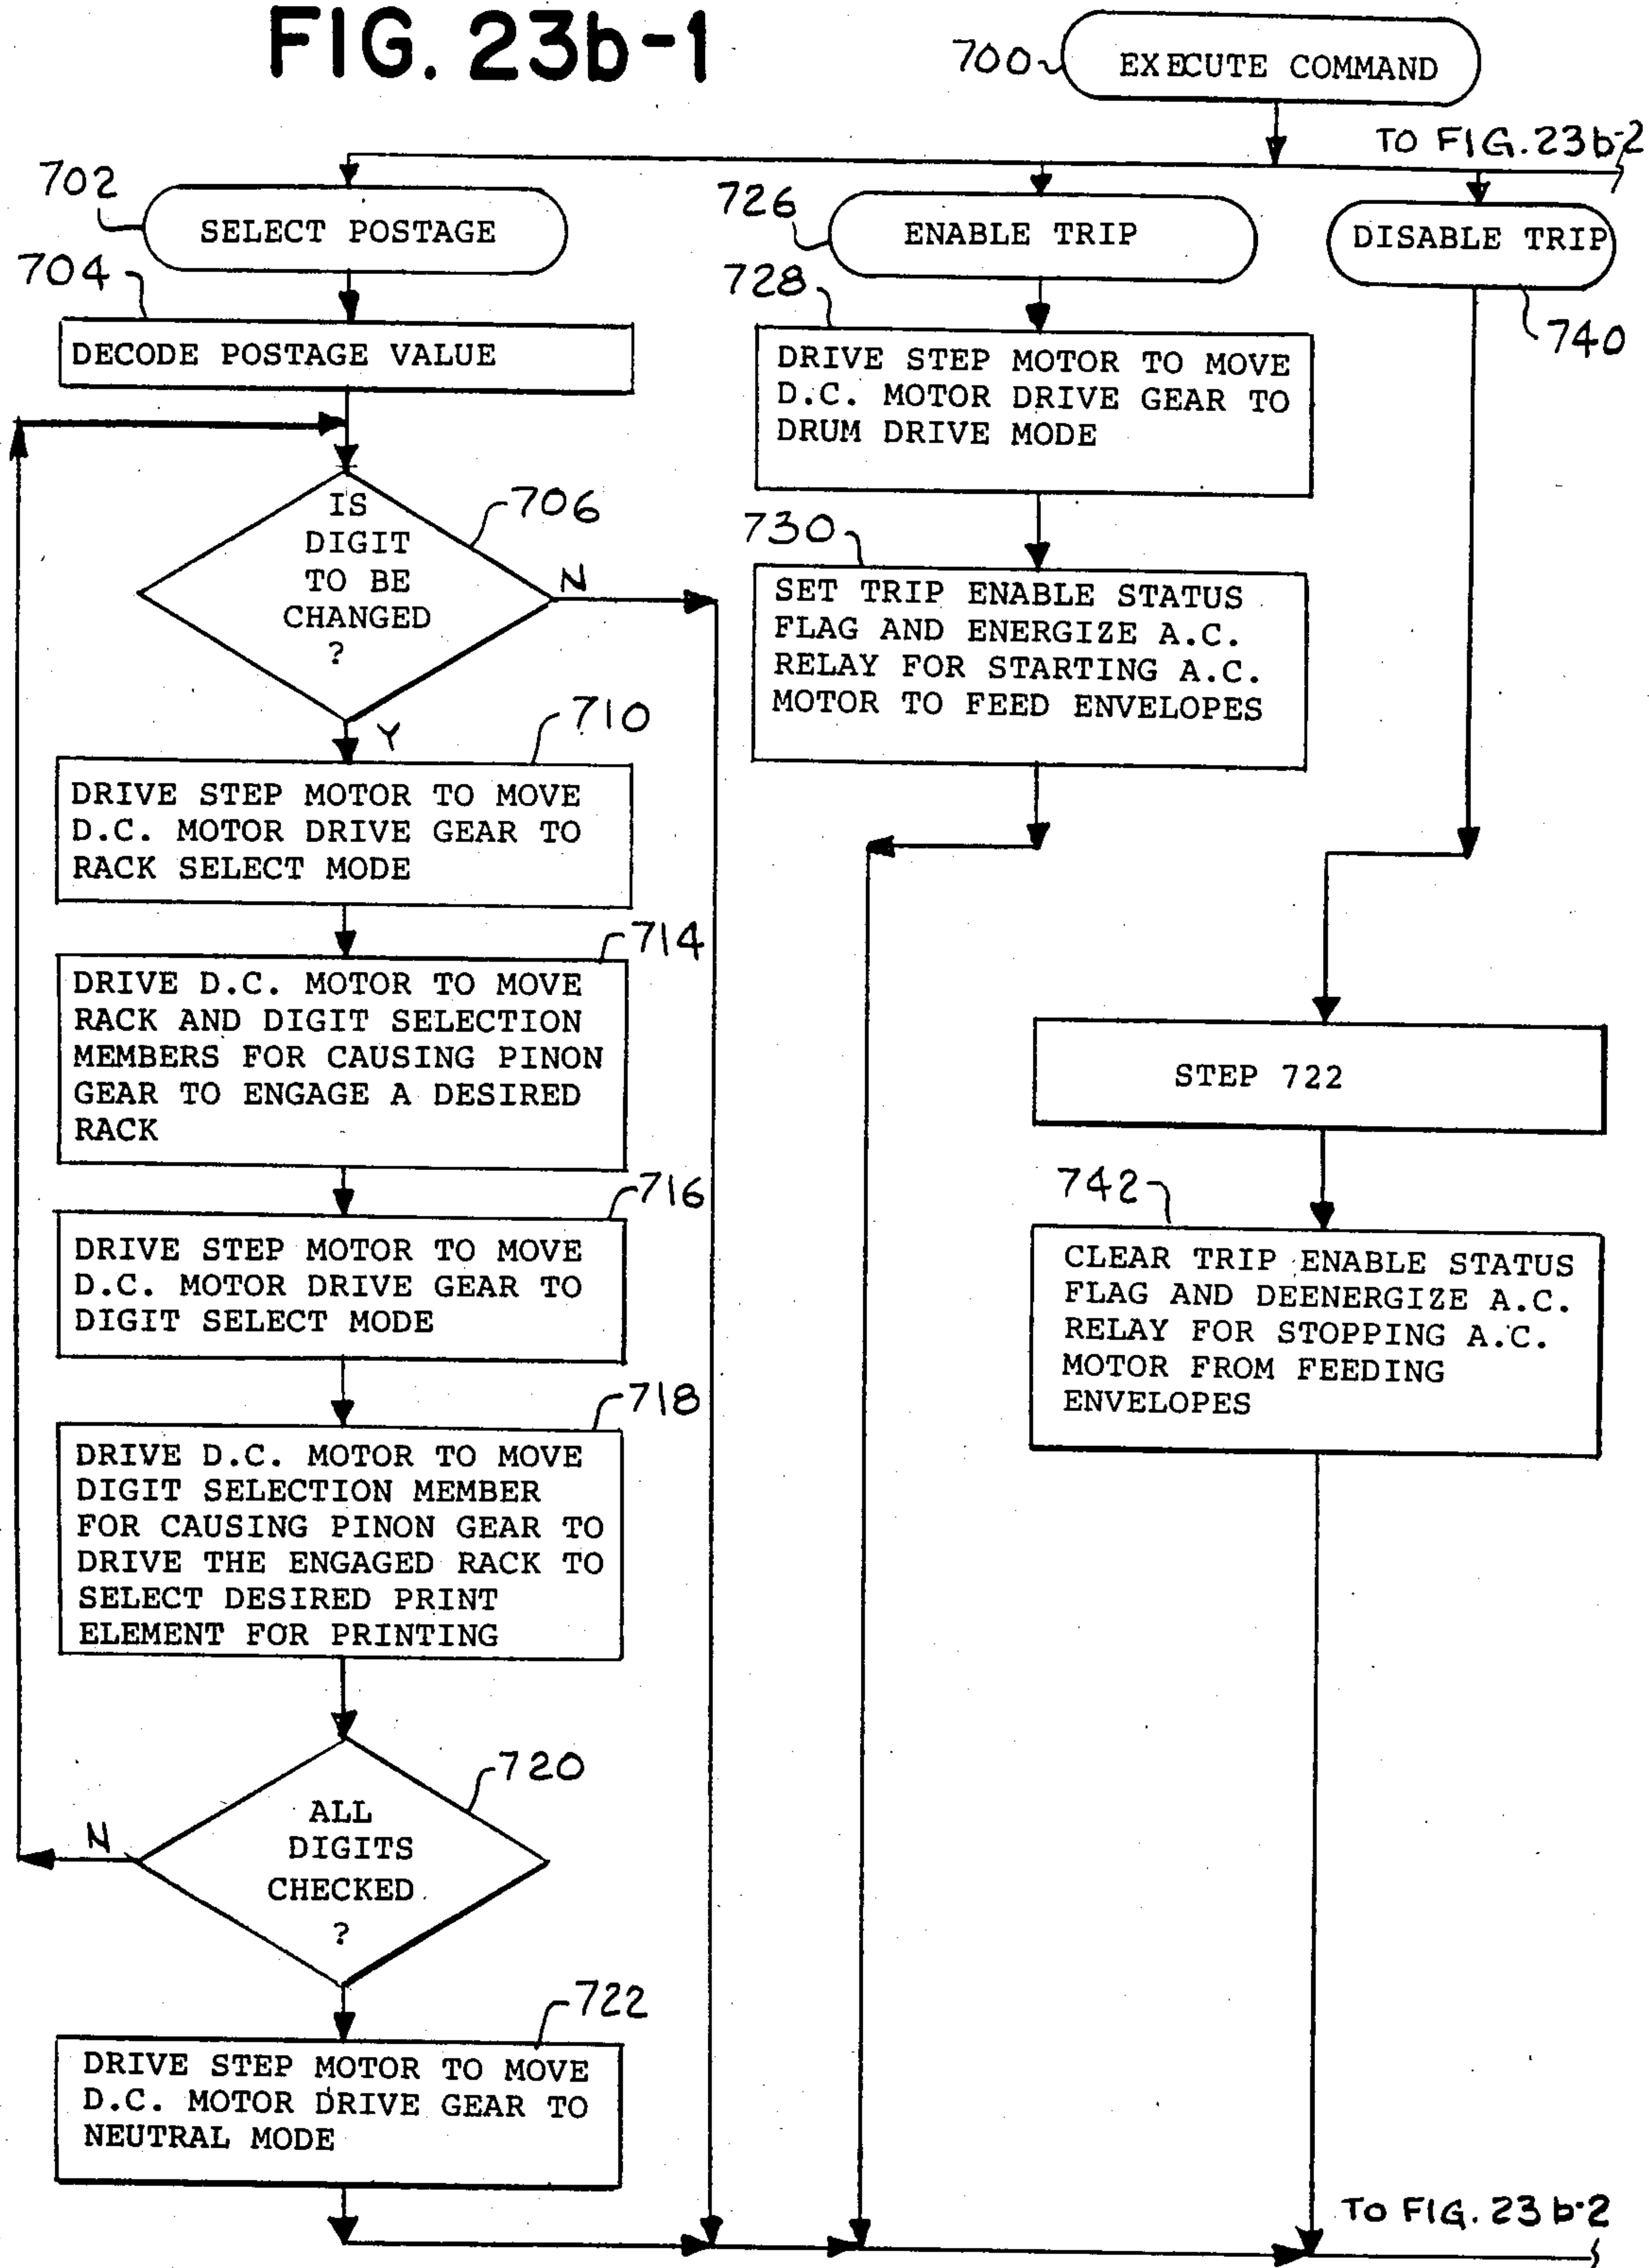 FIG. 23b-1
700
EXECUTE COMMAND
TO FIG. 23b-2
702
SELECT POSTAGE
704
DECODE POSTAGE VALUE
IS
DIGIT
TO BE
CHANGED
?
706
N
Y
710
DRIVE STEP MOTOR TO MOVE
D.C. MOTOR DRIVE GEAR TO
RACK SELECT MODE
714
DRIVE D.C. MOTOR TO MOVE
RACK AND DIGIT SELECTION
MEMBERS FOR CAUSING PINON
GEAR TO ENGAGE A DESIRED
RACK
716
DRIVE STEP MOTOR TO MOVE
D.C. MOTOR DRIVE GEAR TO
DIGIT SELECT MODE
718
DRIVE D.C. MOTOR TO MOVE
DIGIT SELECTION MEMBER
FOR CAUSING PINON GEAR TO
DRIVE THE ENGAGED RACK TO
SELECT DESIRED PRINT
ELEMENT FOR PRINTING
720
ALL
DIGITS
CHECKED
?
N
722
DRIVE STEP MOTOR TO MOVE
D.C. MOTOR DRIVE GEAR TO
NEUTRAL MODE
726
ENABLE TRIP
728
DRIVE STEP MOTOR TO MOVE
D.C. MOTOR DRIVE GEAR TO
DRUM DRIVE MODE
730
SET TRIP ENABLE STATUS
FLAG AND ENERGIZE A.C.
RELAY FOR STARTING A.C.
MOTOR TO FEED ENVELOPES
DISABLE TRIP
740
STEP 722
742
CLEAR TRIP ENABLE STATUS
FLAG AND DEENERGIZE A.C.
RELAY FOR STOPPING A.C.
MOTOR FROM FEEDING
ENVELOPES
TO FIG. 23 b-2